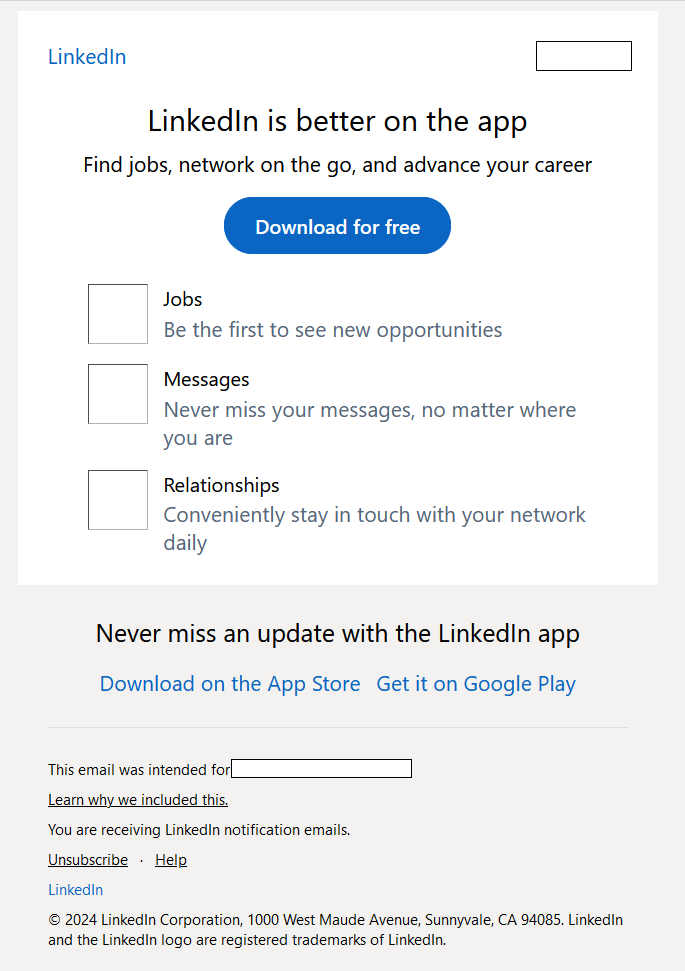 LinkedIn
LinkedIn is better on the app
Find jobs, network on the go, and advance your career
Download for free
Jobs
Be the first to see new opportunities
Messages
Never miss your messages, no matter where
you are
Relationships
Conveniently stay in touch with your network
daily
Never miss an update with the LinkedIn app
Download on the App Store Get it on Google Play
This email was intended for
Learn why we included this.
You are receiving LinkedIn notification emails.
Unsubscribe · Help
LinkedIn
© 2024 LinkedIn Corporation, 1000 West Maude Avenue, Sunnyvale, CA 94085. LinkedIn
and the LinkedIn logo are registered trademarks of LinkedIn.